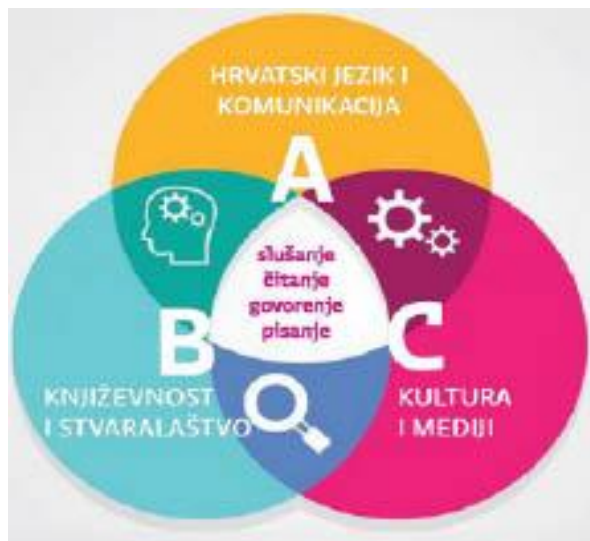 HRVATSKI JEZIK I
KOMUNIKACIJA
A
slušanje
čitanje
govorenje
pisanje
B
C
KNJIŽEVNOST
I STVARALAŠTVO
KULTURA
I MEDIJI